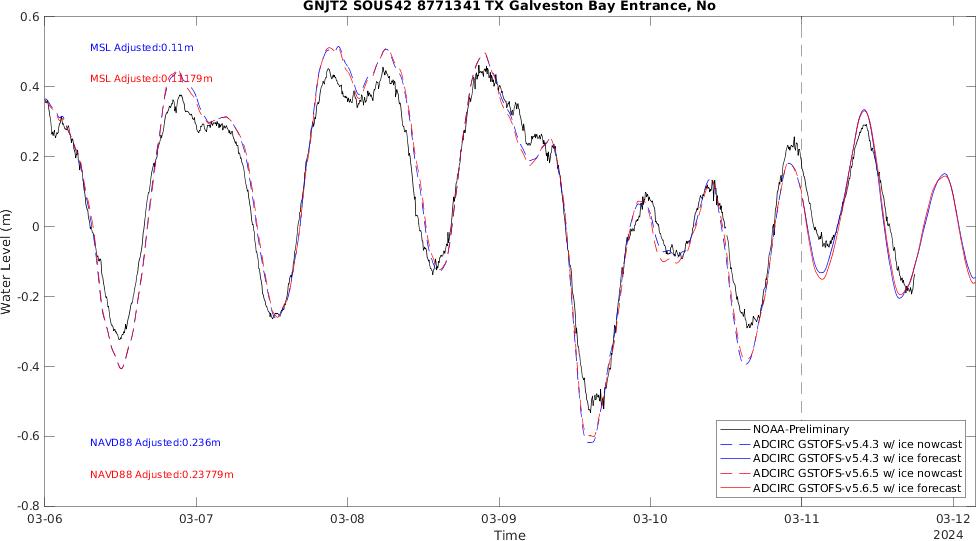 GNJT2 SOUS42 8771341 TX Galveston Bay Entrance, No
0.6
0.4
0.2
0
-0.2
-0.4
-0.6
-0.8
Water Level (m)
MSL Adjusted:0.11m
MSL Adjusted:0.11179m
NAVD88 Adjusted:0.236m
NAVD88 Adjusted:0.23779m
NOAA-Preliminary
ADCIRC GSTOFS-v5.4.3 w/ ice nowcast
ADCIRC GSTOFS-v5.4.3 w/ ice forecast
ADCIRC GSTOFS-v5.6.5 w/ ice nowcast
ADCIRC GSTOFS-v5.6.5 w/ ice forecast
03-06 03-07 03-08 03-09 03-10 03-11 03-12
2024
Time